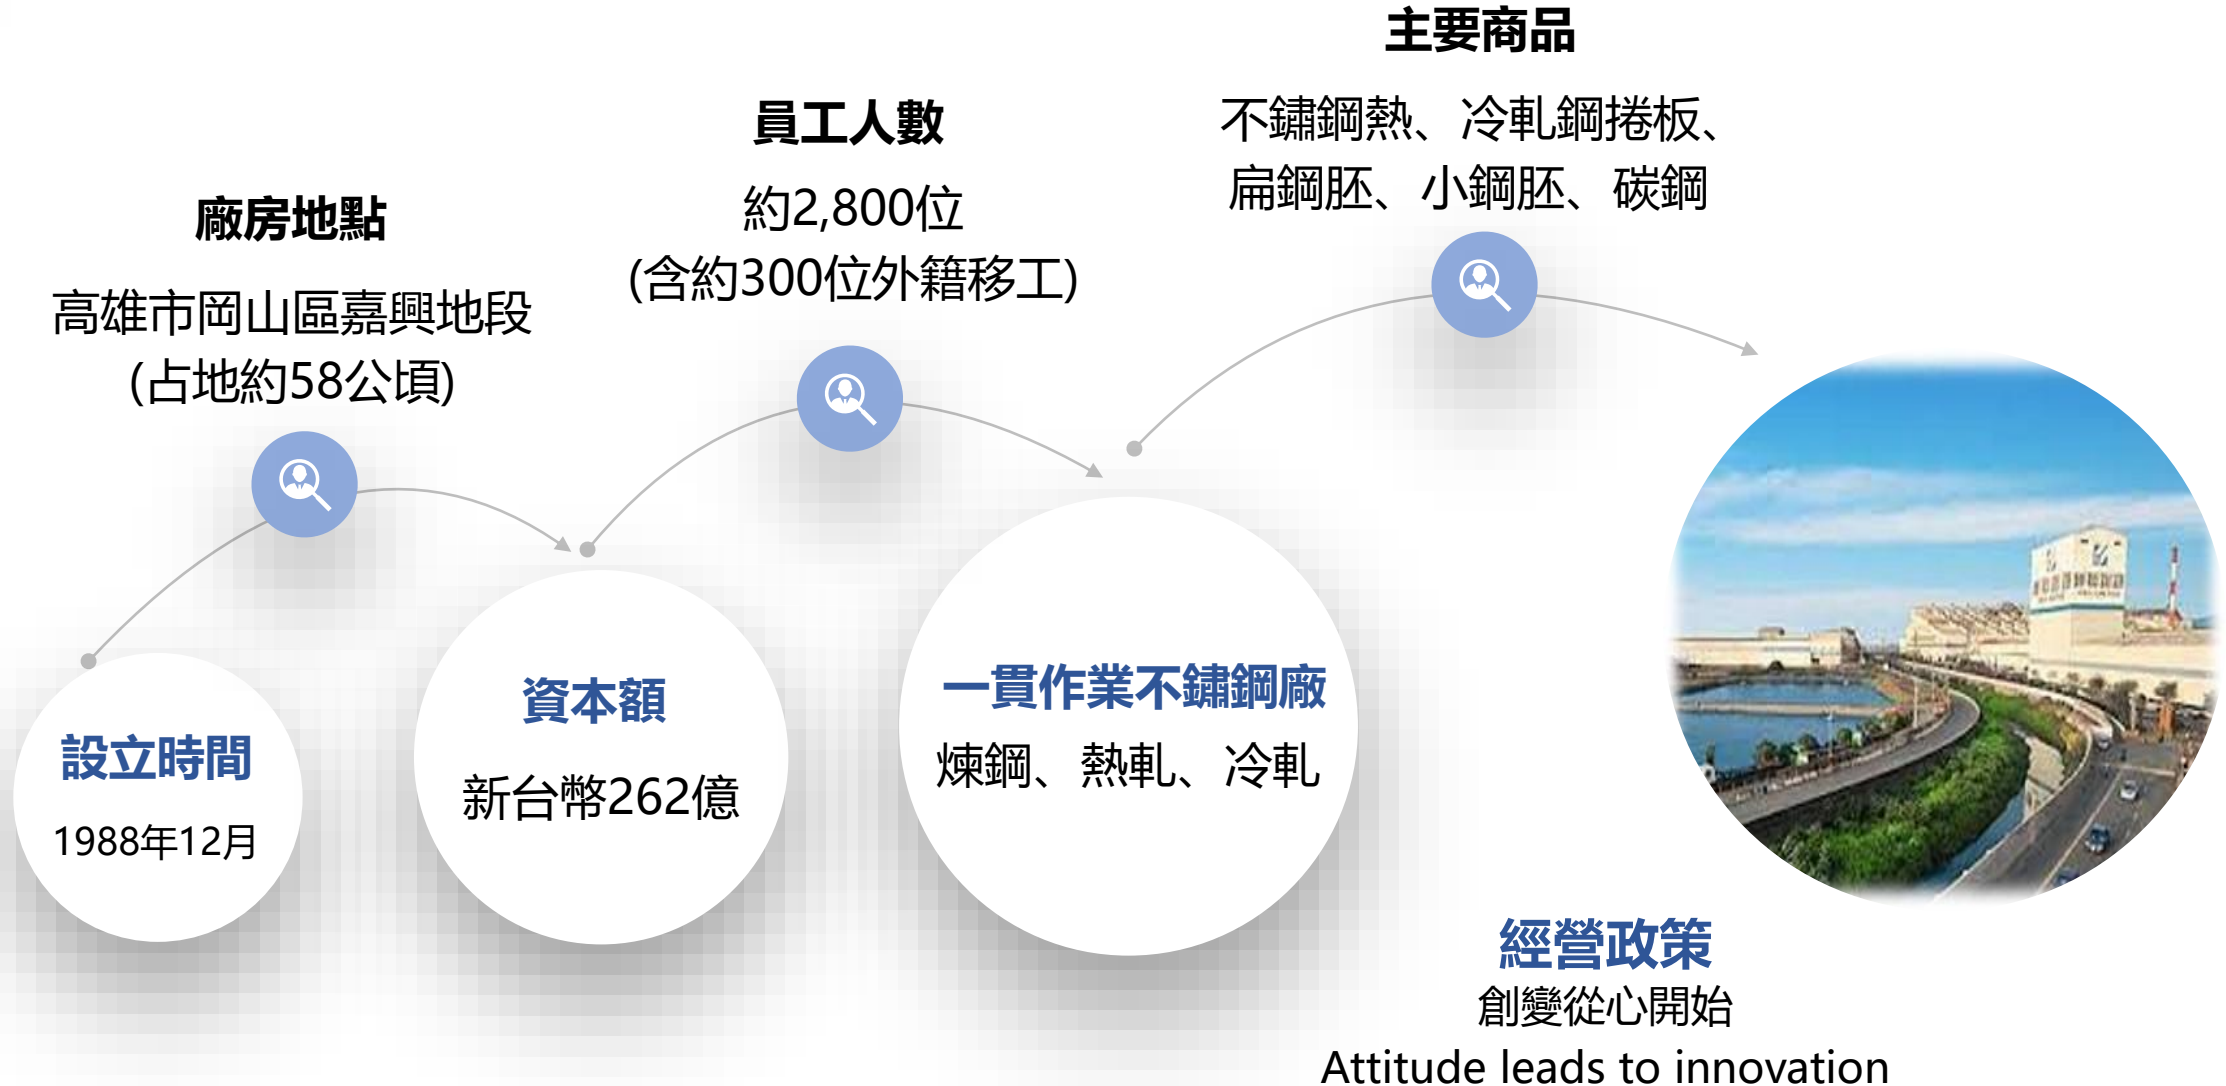 主要商品
不鏽鋼熱、冷軋鋼捲板、
扁鋼胚、小鋼胚、碳鋼
員工人數
約2,800位
(含約300位外籍移工)
廠房地點
高雄市岡山區嘉興地段
(占地約58公頃)
設立時間
1988年12月
資本額
新台幣262億
一貫作業不鏽鋼廠
煉鋼、熱軋、冷軋
經營政策
創變從心開始
Attitude leads to innovation